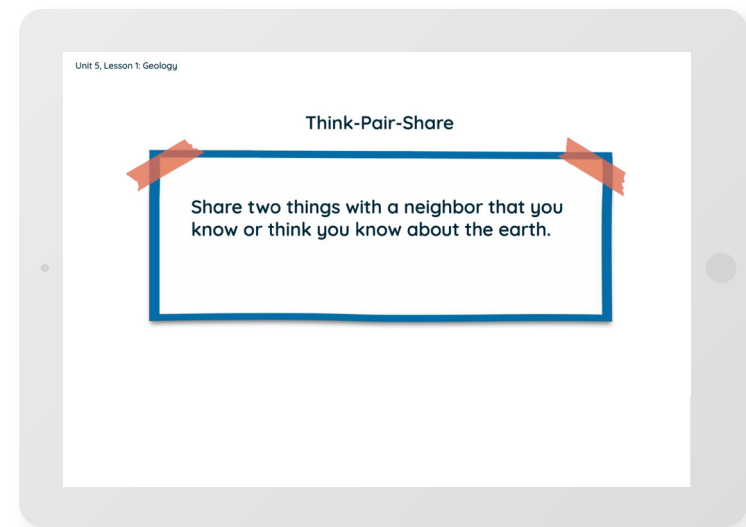 Unit 5, Lesson 1: Geology
Think-Pair-Share
Share two things with a neighbor that you
know or think you know about the earth.